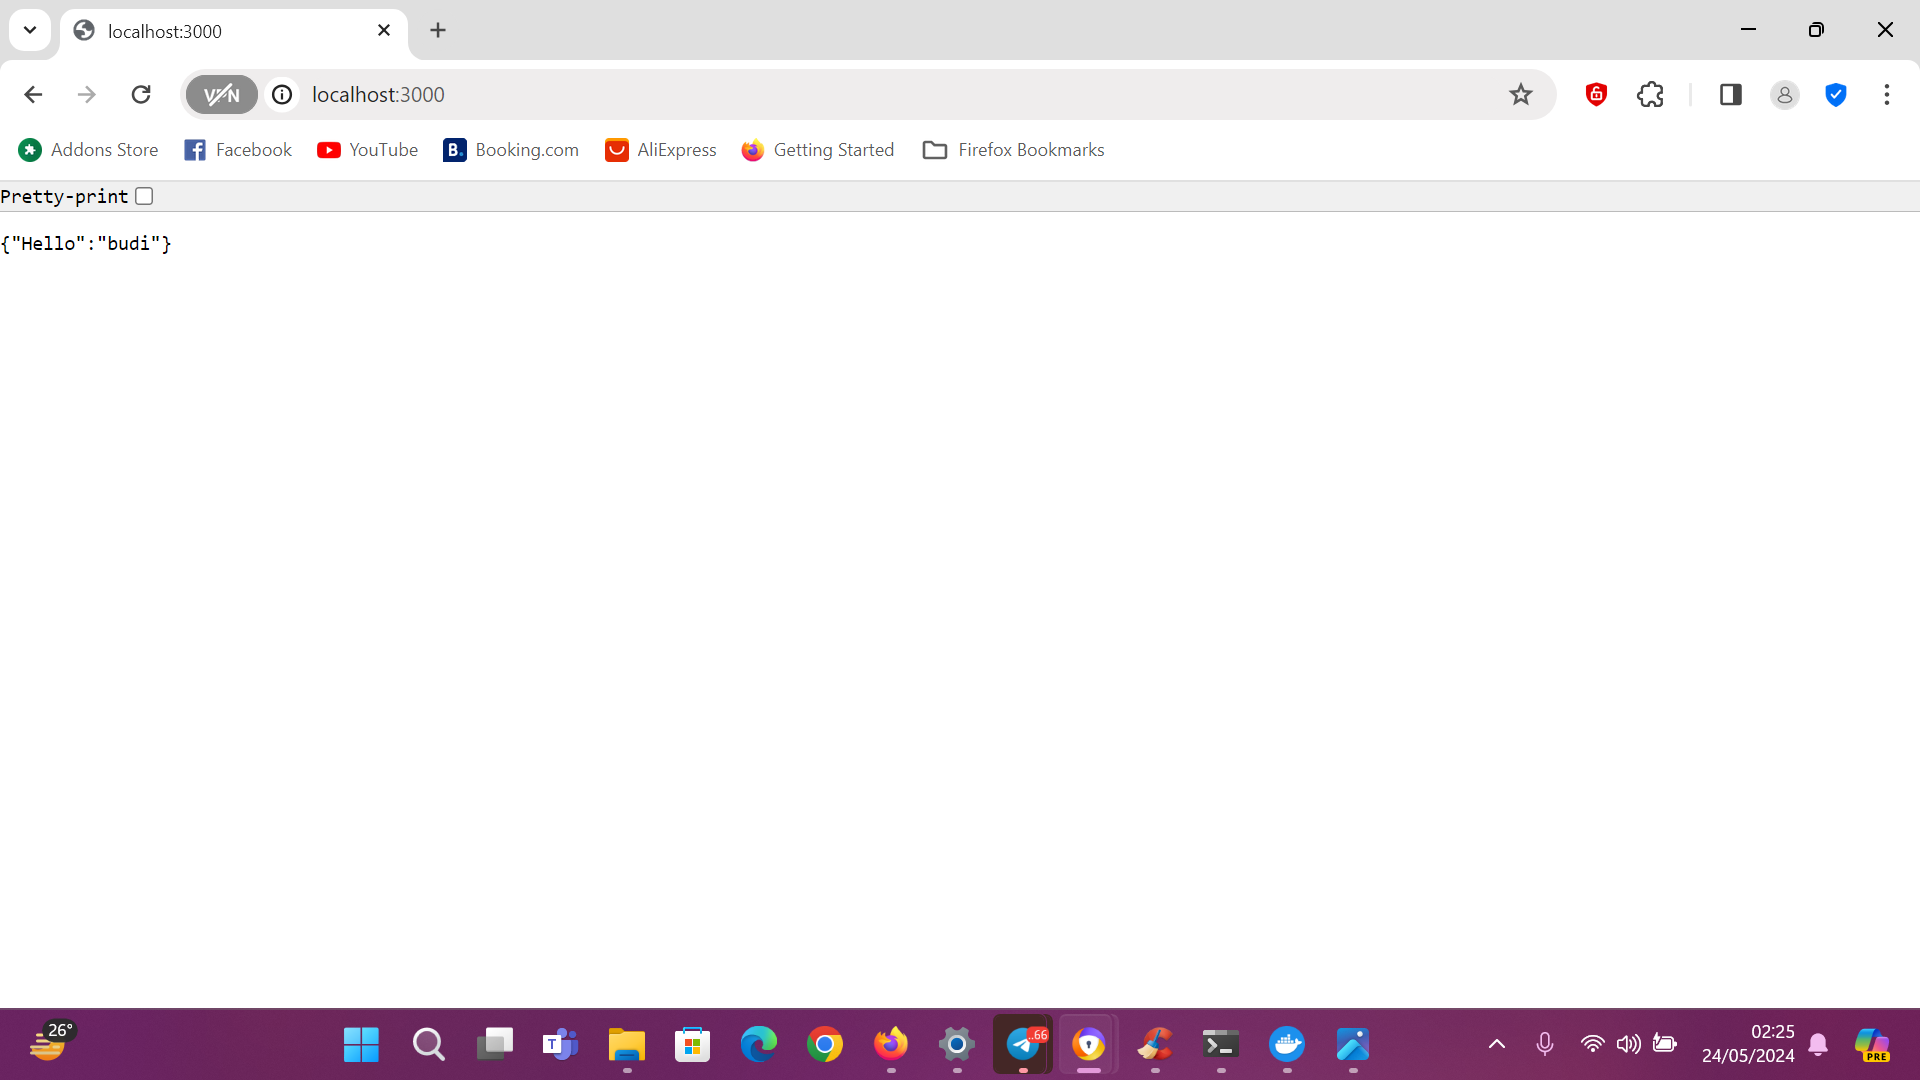 localhost:3000
VPN
localhost:3000
Addons Store
Facebook
YouTube
B.
Booking.com
AliExpress
Getting Started
Firefox Bookmarks
Pretty-print
{"Hello":"budi"}
26°
T
..66
02:25
24/05/2024
PRE